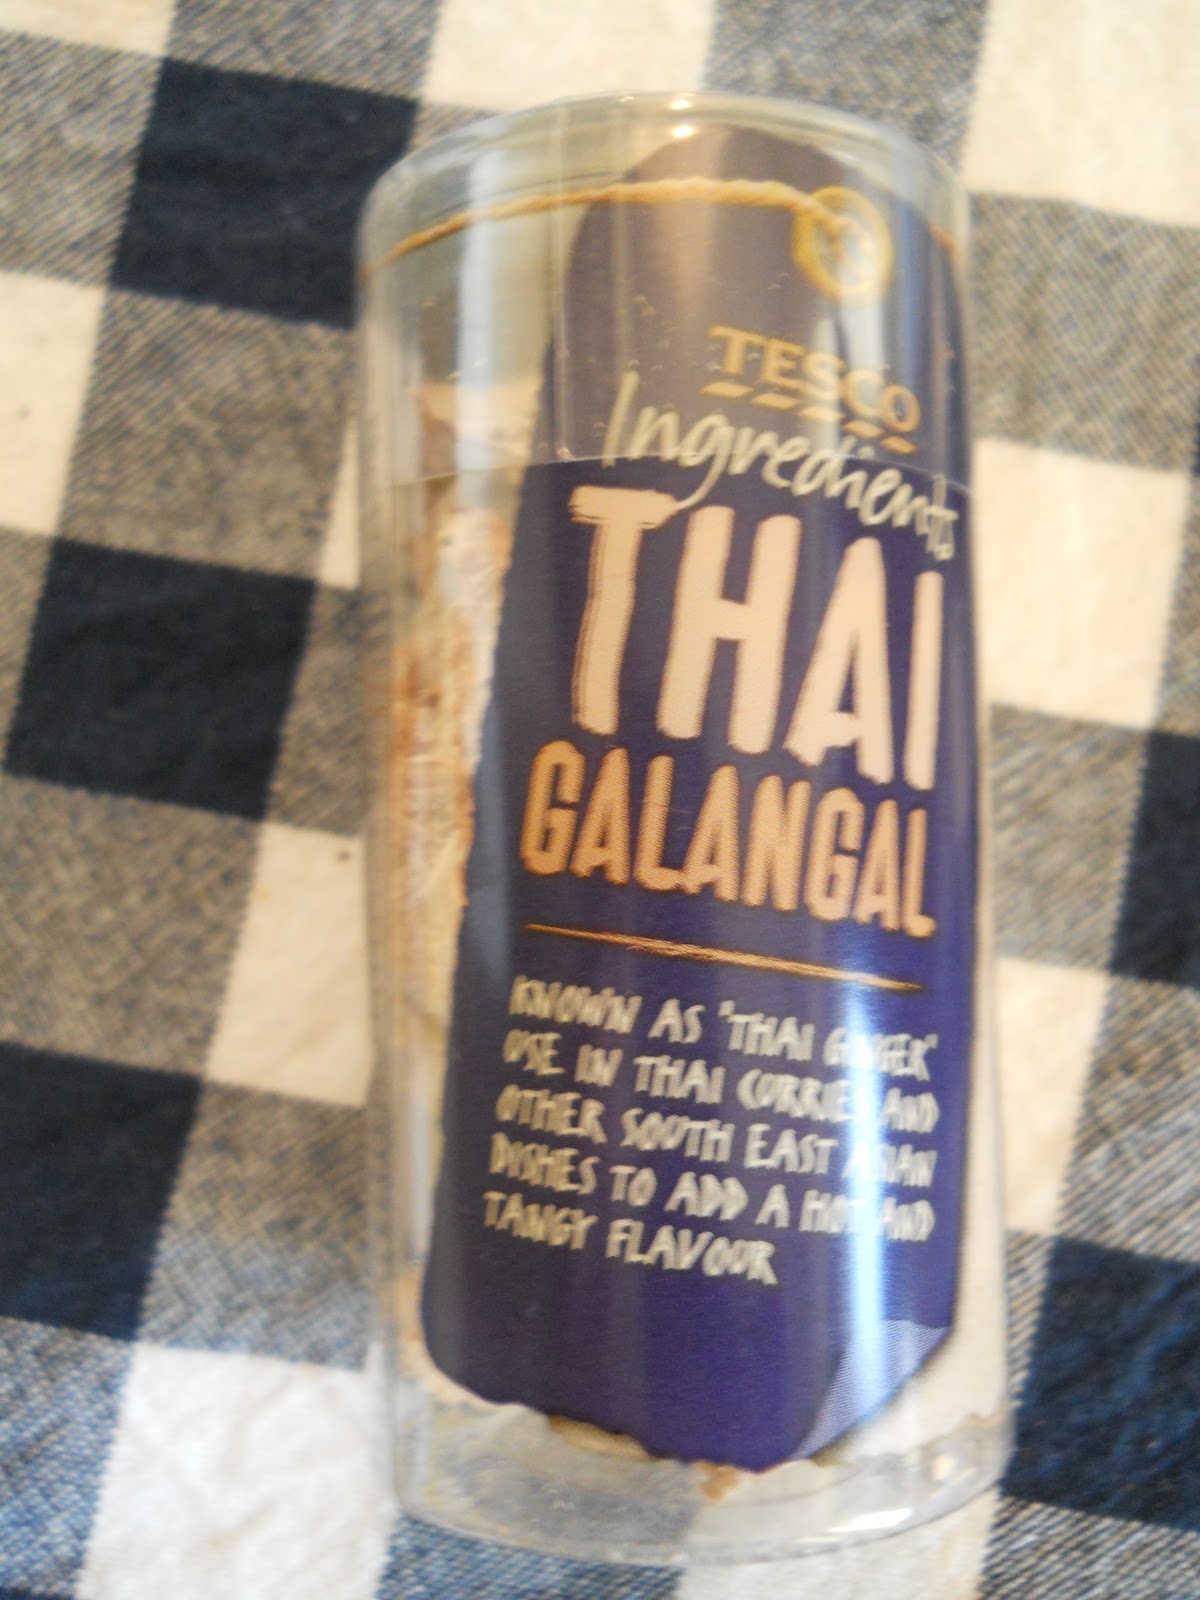 TESCO
Ingredients
THAI
GALANGAL
KNOWN AS 'THAI GINGER'
USE IN THAI CURRIES AND
OTHER SOUTH EAST ASIAN
DISHES TO ADD A HOT AND
TANGY FLAVOUR